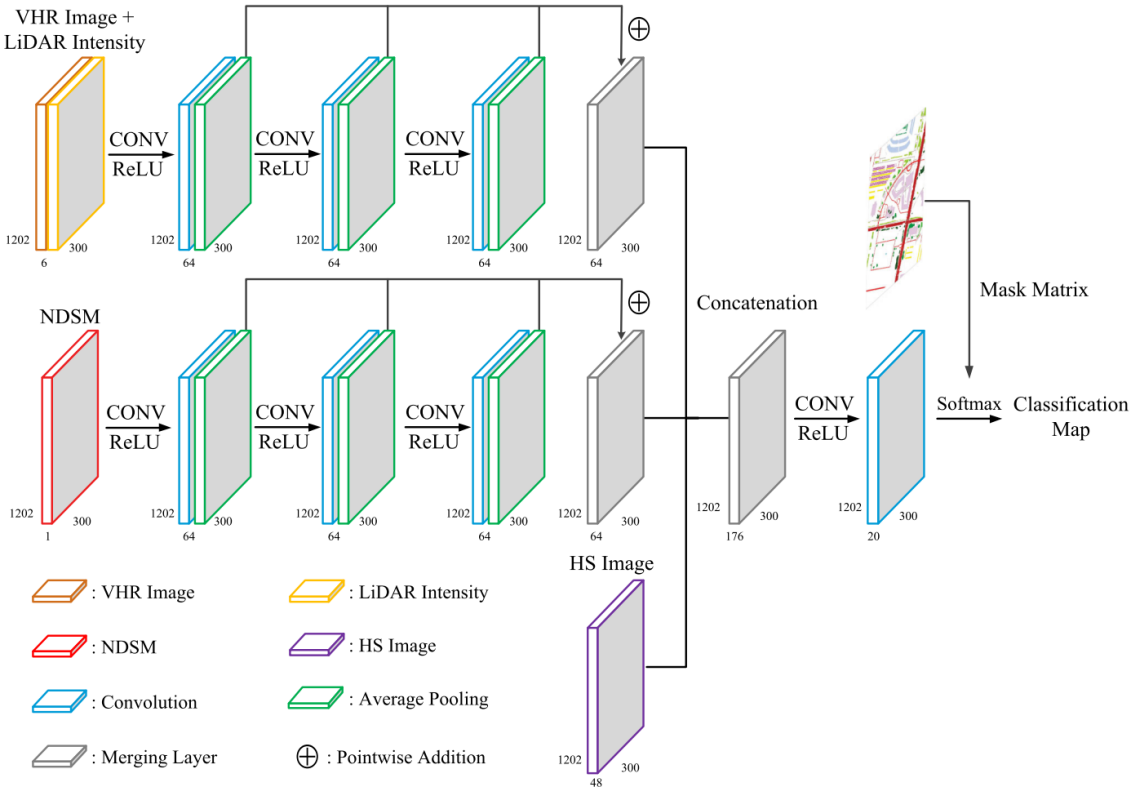 VHR Image +
LiDAR Intensity
CONV
ReLU
CONV
ReLU
CONV
ReLU
1202
6
300
1202
64
300
1202
64
300
1202
64
300
1202
64
300
Mask Matrix
NDSM
CONV
ReLU
CONV
ReLU
CONV
ReLU
1202
1
300
1202
64
300
1202
64
300
1202
64
300
1202
64
300
Concatenation
1202
176
300
CONV
ReLU
1202
20
300
Softmax
Classification
Map
HS Image
1202
48
300
: VHR Image
: LiDAR Intensity
: NDSM
: HS Image
: Convolution
: Average Pooling
: Merging Layer
: Pointwise Addition